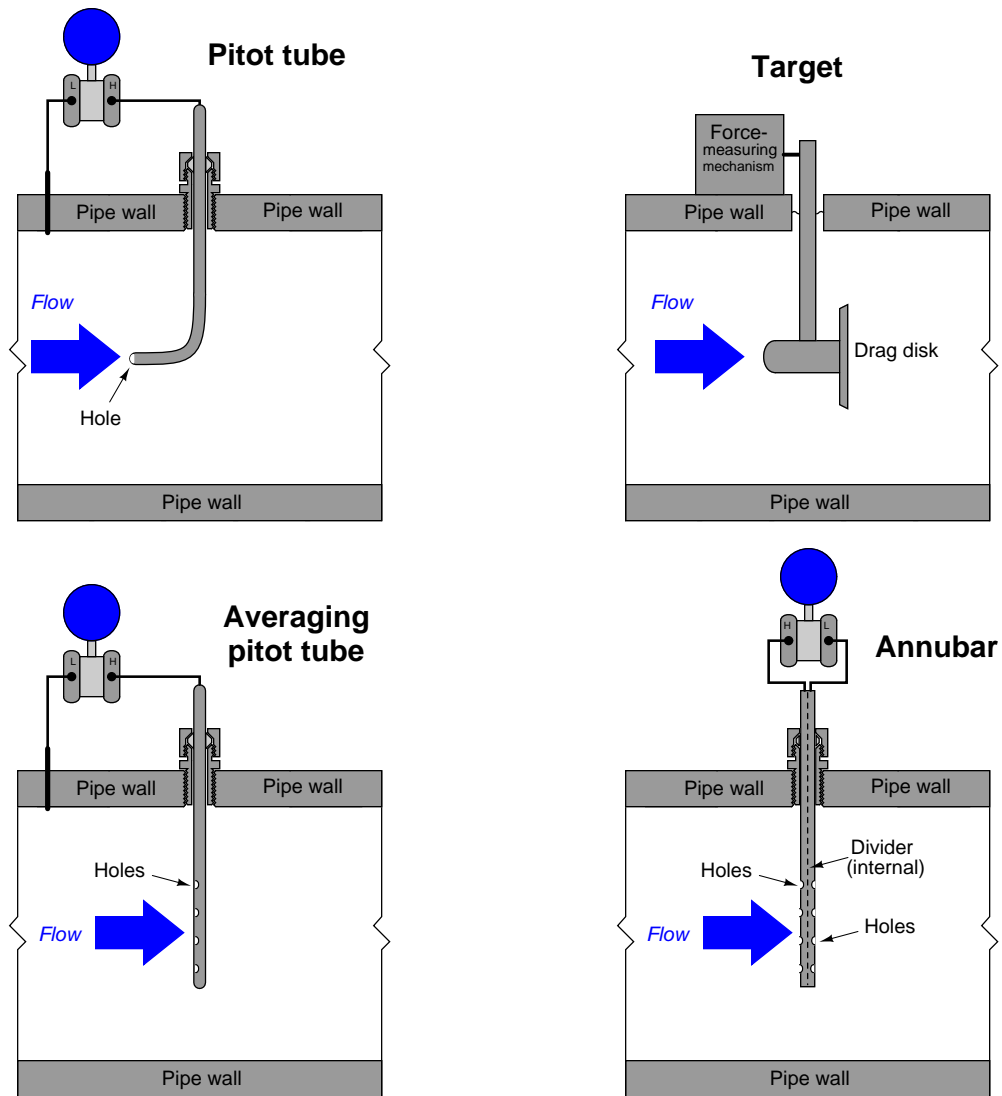 Pitot tube
L H
Pipe wall Pipe wall
Flow
Hole
Pipe wall
Target
Force-
measuring
mechanism
Pipe wall Pipe wall
Flow
Drag disk
Pipe wall
Averaging
pitot tube
L H
Pipe wall Pipe wall
Holes
Flow
Pipe wall
Annubar
H L
Pipe wall Pipe wall
Divider
(internal)
Holes
Flow
Holes
Pipe wall